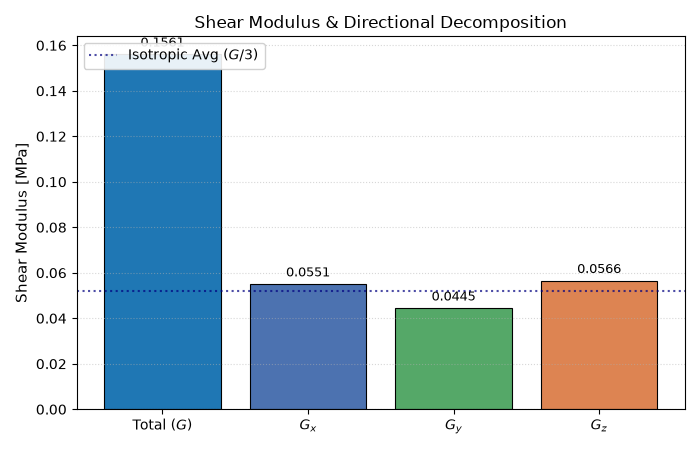 Shear Modulus & Directional Decomposition
Shear Modulus [MPa]
0.16
0.14
0.12
0.10
0.08
0.06
0.04
0.02
0.00
Isotropic Avg (G/3)
0.1561
0.0551
0.0445
0.0566
Total (G)
Gₓ
G_y
G_z